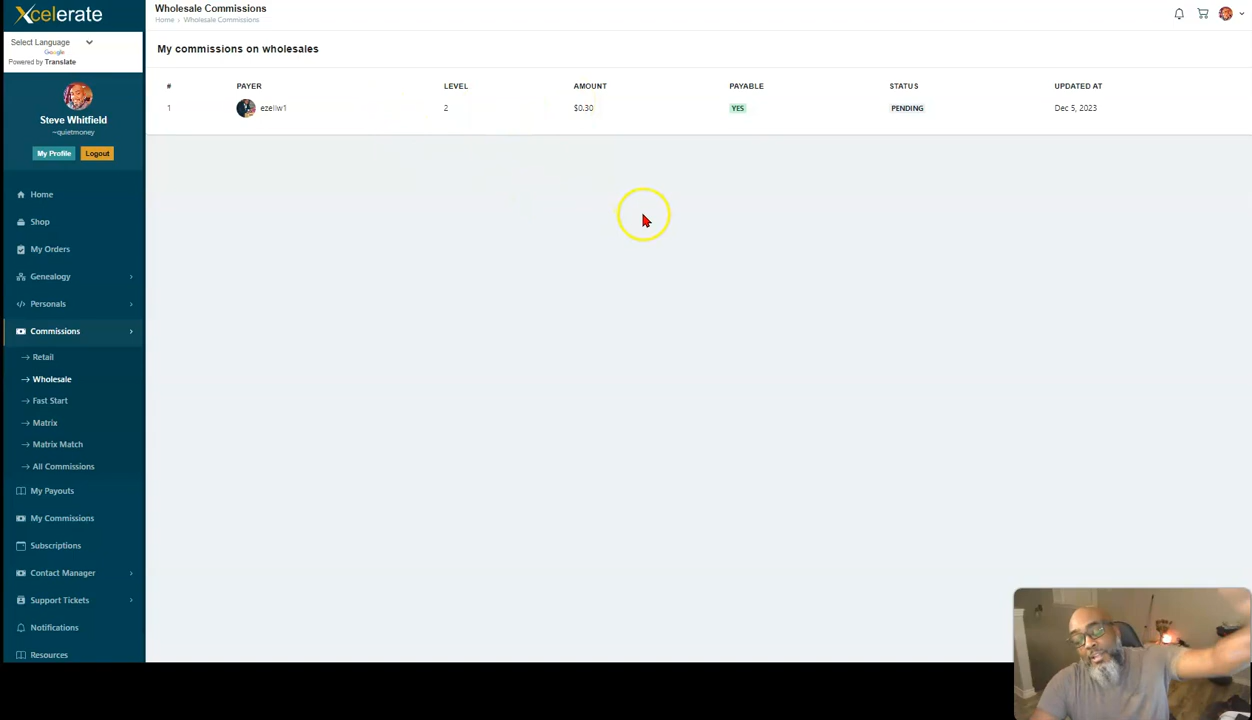 Xcelerate
Select Language
Google
Powered by Translate
Steve Whitfield
~quietmoney
My Profile
Logout
Home
Shop
My Orders
Genealogy
Personals
Commissions
Retail
Wholesale
Fast Start
Matrix
Matrix Match
All Commissions
My Payouts
My Commissions
Subscriptions
Contact Manager
Support Tickets
Notifications
Resources
Wholesale Commissions
Home › Wholesale Commissions
My commissions on wholesales
# PAYER LEVEL AMOUNT PAYABLE STATUS UPDATED AT
1 ezellw1 2 $0.30 YES PENDING Dec 5, 2023